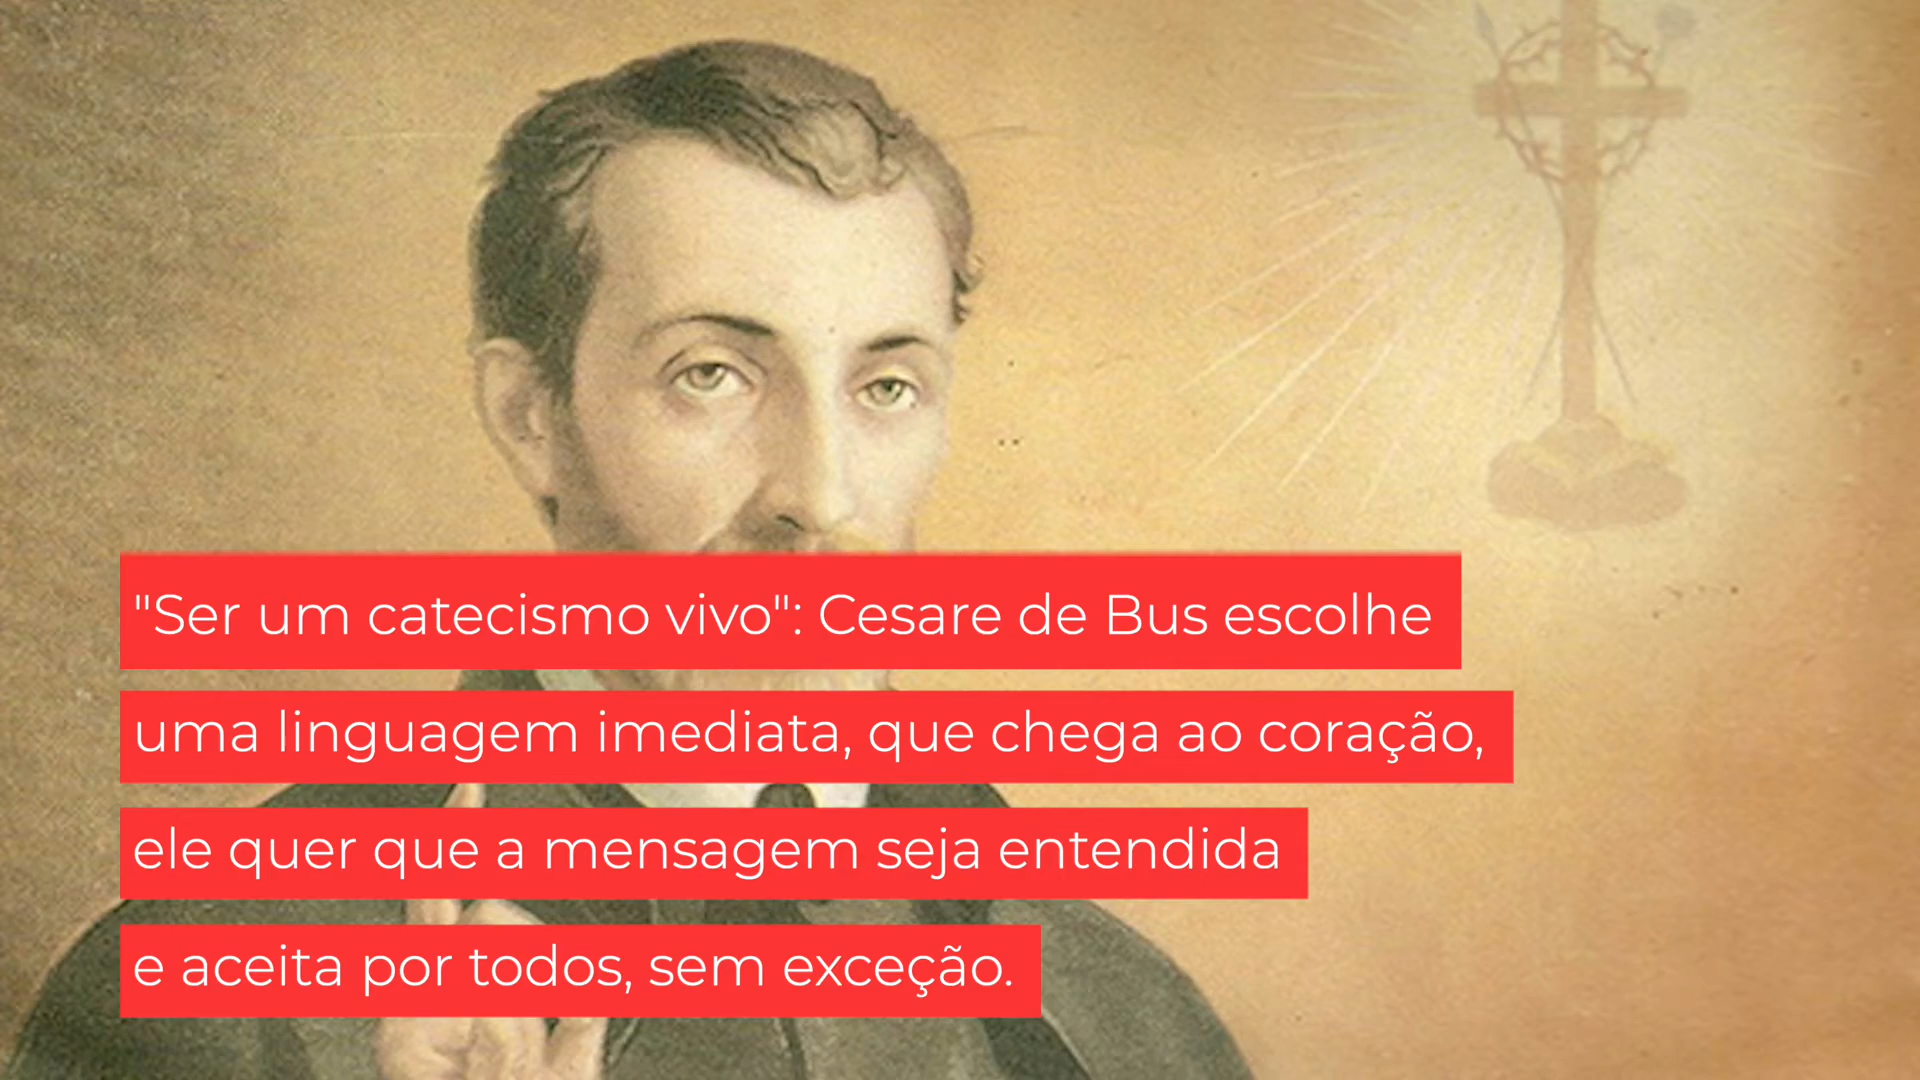 "Ser um catecismo vivo": Cesare de Bus escolhe
uma linguagem imediata, que chega ao coração,
ele quer que a mensagem seja entendida
e aceita por todos, sem exceção.